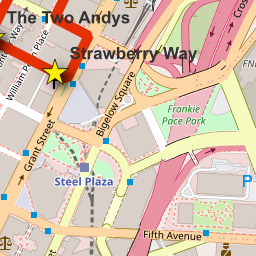 The Two Andys
Strawberry Way
William Penn Place
Bigelow Square
Frankie
Pace Park
Grant Street
Steel Plaza
P
Fifth Avenue